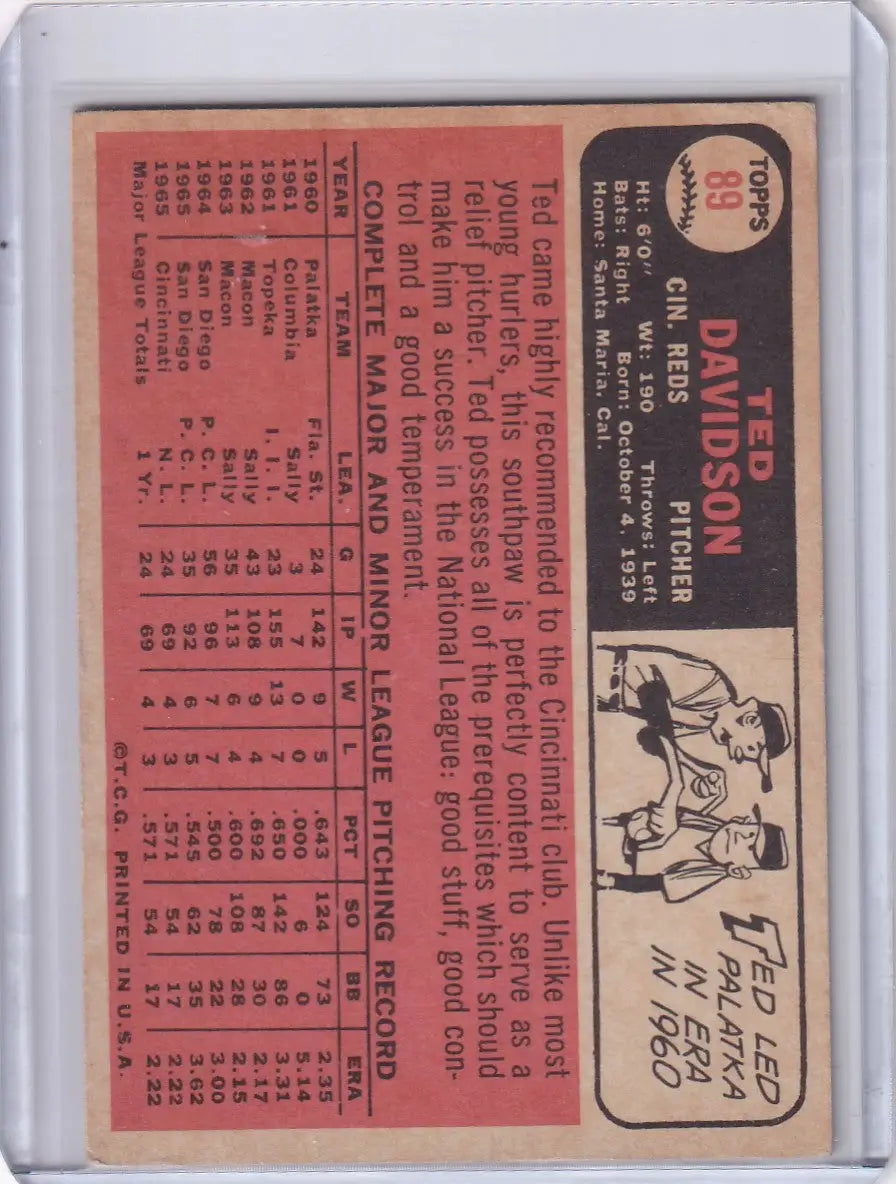 TOPPS
89
TED
DAVIDSON
CIN. REDS PITCHER
Ht: 6'0" Wt: 190 Throws: Left
Bats: Right Born: October 4, 1939
Home: Santa Maria, Cal.
TED LED
PALATKA
IN ERA
IN 1960
Ted came highly recommended to the Cincinnati club. Unlike most
young hurlers, this southpaw is perfectly content to serve as a
relief pitcher. Ted possesses all of the prerequisites which should
make him a success in the National League: good stuff, good con-
trol and a good temperament.
COMPLETE MAJOR AND MINOR LEAGUE PITCHING RECORD
YEAR TEAM LEA. G IP W L PCT SO BB ERA
1960 Palatka Fla. St. 24 142 9 5 .643 124 73 2.35
1961 Columbia Sally 3 7 0 0 .000 6 0 5.14
1961 Topeka I. I. I. 23 155 13 7 .650 142 86 3.31
1962 Macon Sally 43 108 9 4 .692 87 30 2.17
1963 Macon Sally 35 113 6 4 .600 108 28 2.15
1964 San Diego P. C. L. 56 96 7 7 .500 78 22 3.00
1965 San Diego P. C. L. 35 92 6 5 .545 62 35 3.62
1965 Cincinnati N. L. 24 69 4 3 .571 54 17 2.22
Major League Totals 1 Yr. 24 69 4 3 .571 54 17 2.22
©T.C.G. PRINTED IN U.S.A.